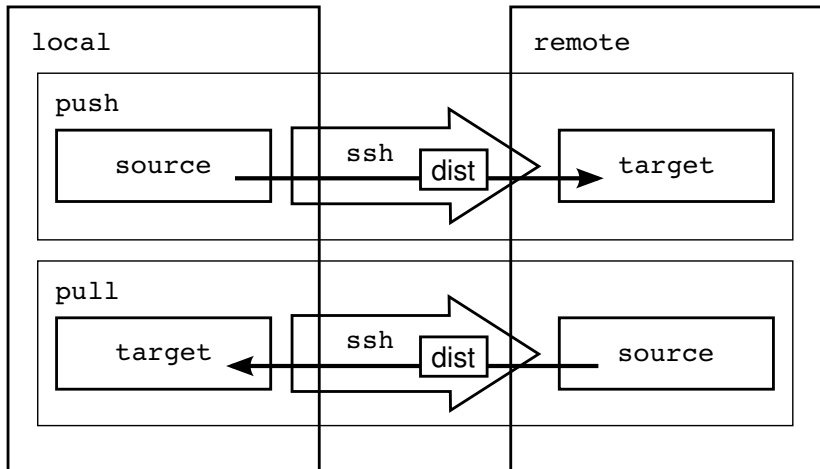 local
remote
push
source
ssh
dist
target
pull
target
ssh
dist
source